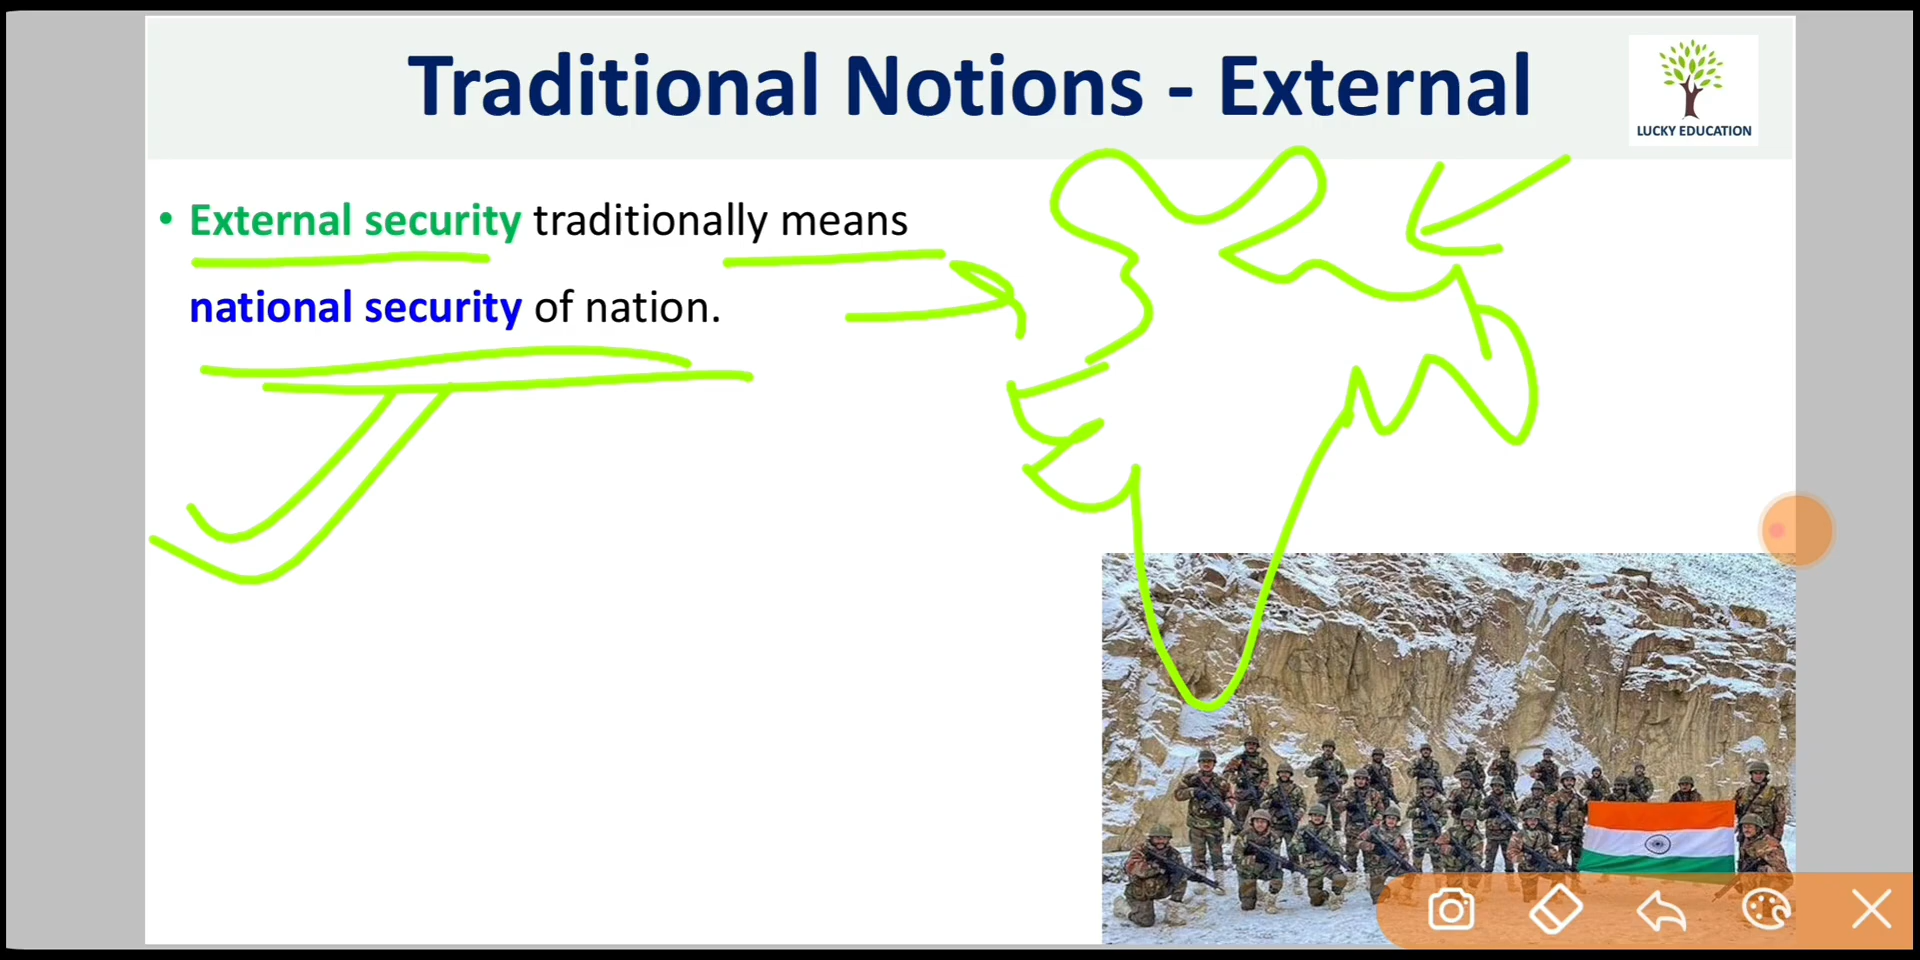 Traditional Notions - External
LUCKY EDUCATION
• External security traditionally means
national security of nation.